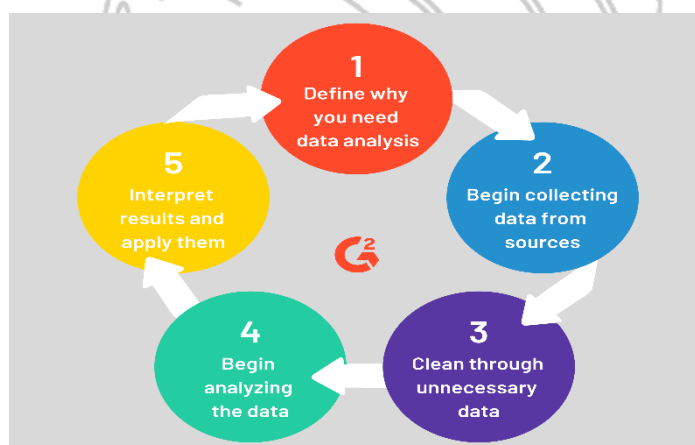 1
Define why
you need
data analysis
2
Begin collecting
data from
sources
3
Clean through
unnecessary
data
4
Begin
analyzing
the data
5
Interpret
results and
apply them
G2